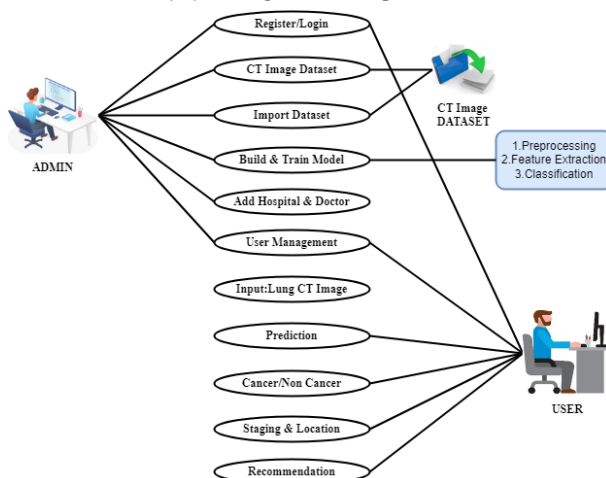 Register/Login
CT Image Dataset
Import Dataset
Build & Train Model
Add Hospital & Doctor
User Management
Input:Lung CT Image
Prediction
Cancer/Non Cancer
Staging & Location
Recommendation
ADMIN
CT Image
DATASET
1.Preprocessing
2.Feature Extraction
3.Classification
USER